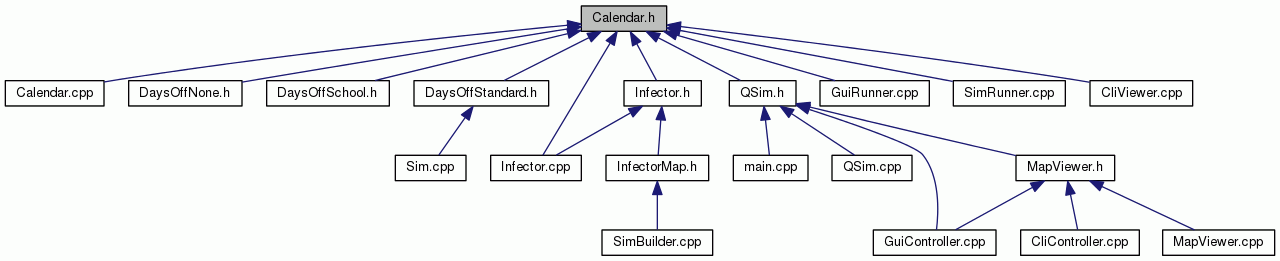 Calendar.h
Calendar.cpp
DaysOffNone.h
DaysOffSchool.h
DaysOffStandard.h
Infector.h
QSim.h
GuiRunner.cpp
SimRunner.cpp
CliViewer.cpp
Sim.cpp
Infector.cpp
InfectorMap.h
main.cpp
QSim.cpp
MapViewer.h
SimBuilder.cpp
GuiController.cpp
CliController.cpp
MapViewer.cpp